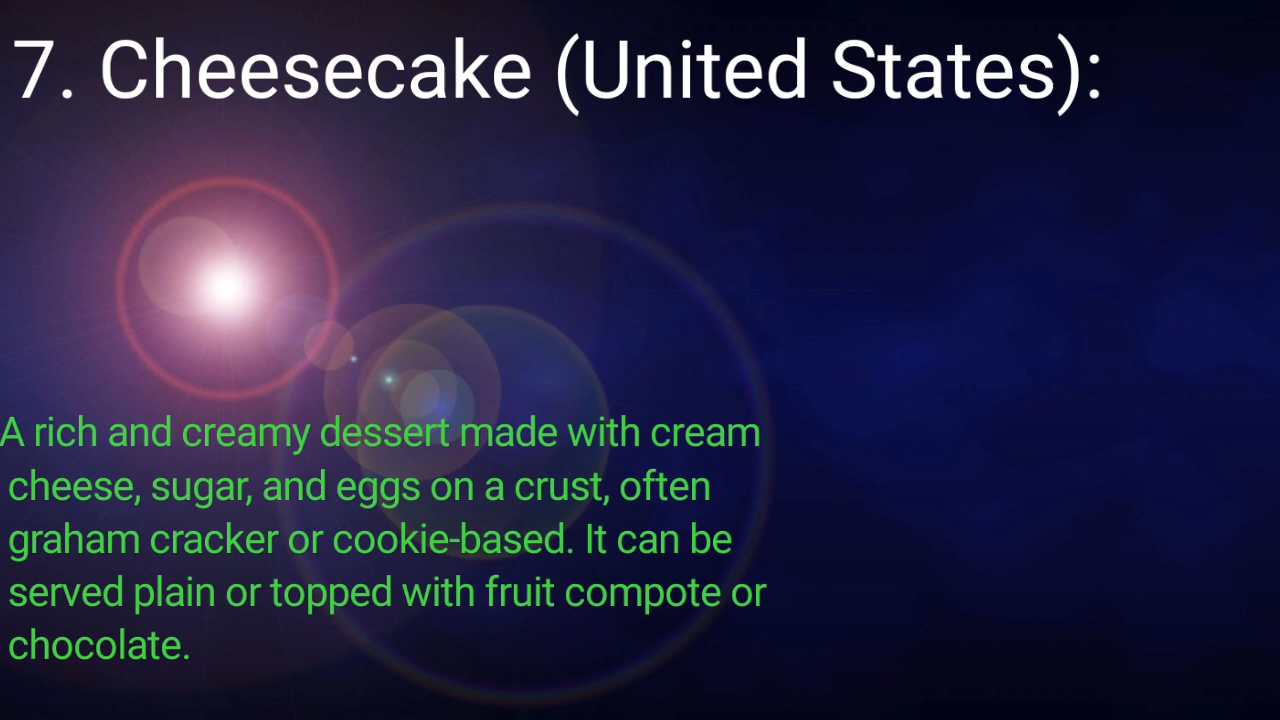 7. Cheesecake (United States):
A rich and creamy dessert made with cream
cheese, sugar, and eggs on a crust, often
graham cracker or cookie-based. It can be
served plain or topped with fruit compote or
chocolate.